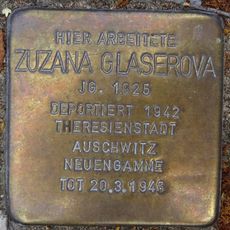 HIER ARBEITETE
ZUZANA GLASEROVA
JG. 1925
DEPORTIERT 1942
THERESIENSTADT
AUSCHWITZ
NEUENGAMME
TOT 20.3.1945